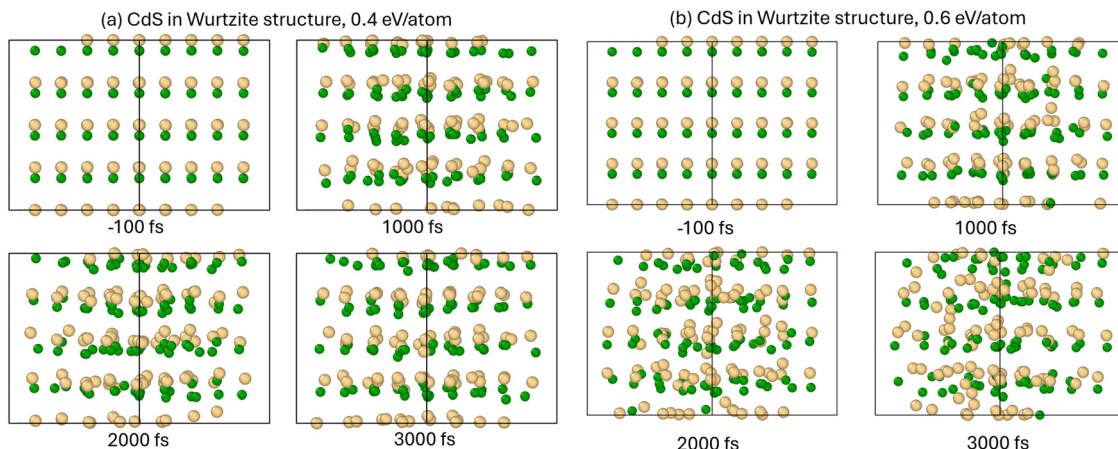 (a) CdS in Wurtzite structure, 0.4 eV/atom
-100 fs
1000 fs
2000 fs
3000 fs
(b) CdS in Wurtzite structure, 0.6 eV/atom
-100 fs
1000 fs
2000 fs
3000 fs